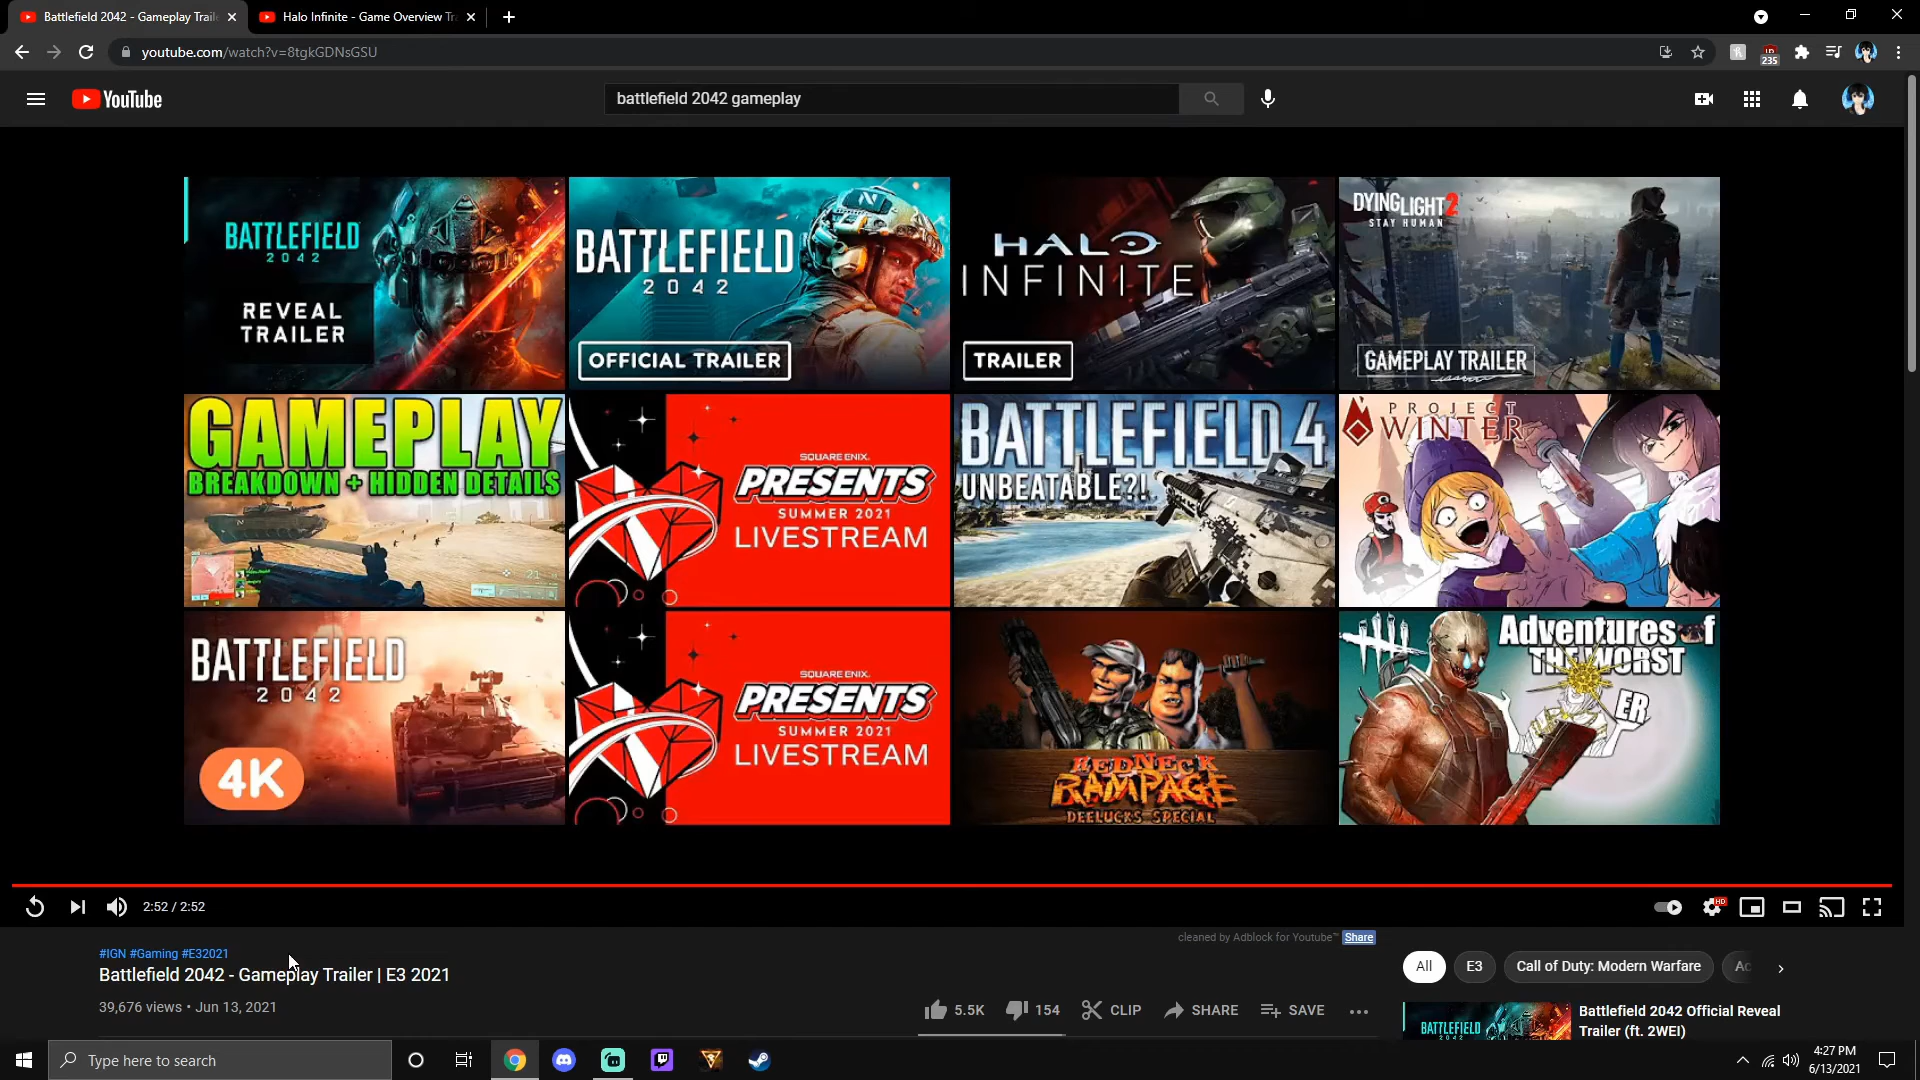 Battlefield 2042 - Gameplay Trail
Halo Infinite - Game Overview Tr
youtube.com/watch?v=8tgkGDNsGSU
235
YouTube
battlefield 2042 gameplay
BATTLEFIELD
2042
REVEAL
TRAILER
BATTLEFIELD
2042
OFFICIAL TRAILER
HALO
INFINITE
TRAILER
DYING LIGHT 2
STAY HUMAN
GAMEPLAY TRAILER
GAMEPLAY
BREAKDOWN + HIDDEN DETAILS
21
SQUARE ENIX.
PRESENTS
SUMMER 2021
LIVESTREAM
BATTLEFIELD 4
UNBEATABLE?!
PROJECT
WINTER
BATTLEFIELD
2042
4K
SQUARE ENIX.
PRESENTS
SUMMER 2021
LIVESTREAM
REDNECK
RAMPAGE
DEELUCKS SPECIAL
Adventures of
THE WORST
ER
2:52 / 2:52
HD
cleaned by Adblock for Youtube™ Share
#IGN #Gaming #E32021
Battlefield 2042 - Gameplay Trailer | E3 2021
39,676 views • Jun 13, 2021
5.5K
154
CLIP
SHARE
SAVE
All
E3
Call of Duty: Modern Warfare
Ac
BATTLEFIELD
Battlefield 2042 Official Reveal
Trailer (ft. 2WEI)
Type here to search
4:27 PM
6/13/2021